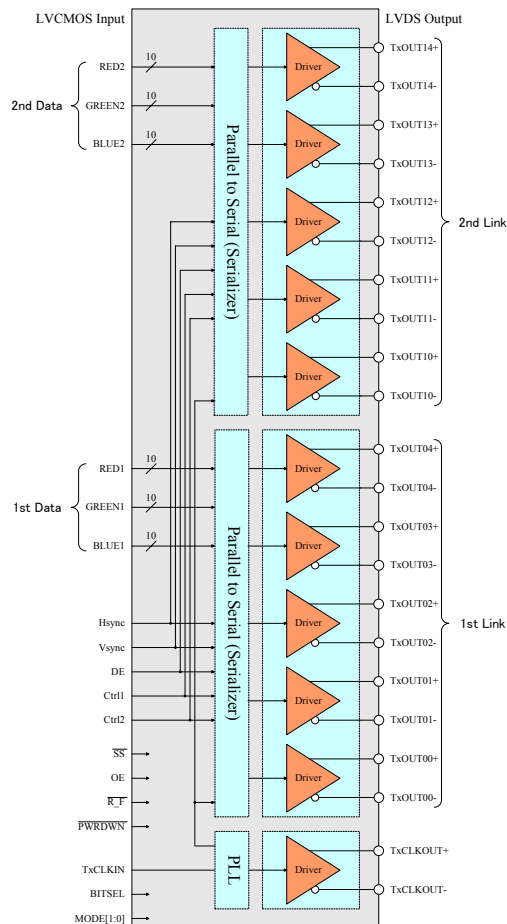 LVCMOS Input
LVDS Output
2nd Data
RED2
10
GREEN2
10
BLUE2
10
Parallel to Serial (Serializer)
Driver
TxOUT14+
TxOUT14-
Driver
TxOUT13+
TxOUT13-
Driver
TxOUT12+
TxOUT12-
Driver
TxOUT11+
TxOUT11-
Driver
TxOUT10+
TxOUT10-
2nd Link
1st Data
RED1
10
GREEN1
10
BLUE1
10
Hsync
Vsync
DE
Ctrl1
Ctrl2
Parallel to Serial (Serializer)
Driver
TxOUT04+
TxOUT04-
Driver
TxOUT03+
TxOUT03-
Driver
TxOUT02+
TxOUT02-
Driver
TxOUT01+
TxOUT01-
Driver
TxOUT00+
TxOUT00-
1st Link
SS
OE
R_F
PWRDWN
TxCLKIN
BITSEL
MODE[1:0]
PLL
Driver
TxCLKOUT+
TxCLKOUT-